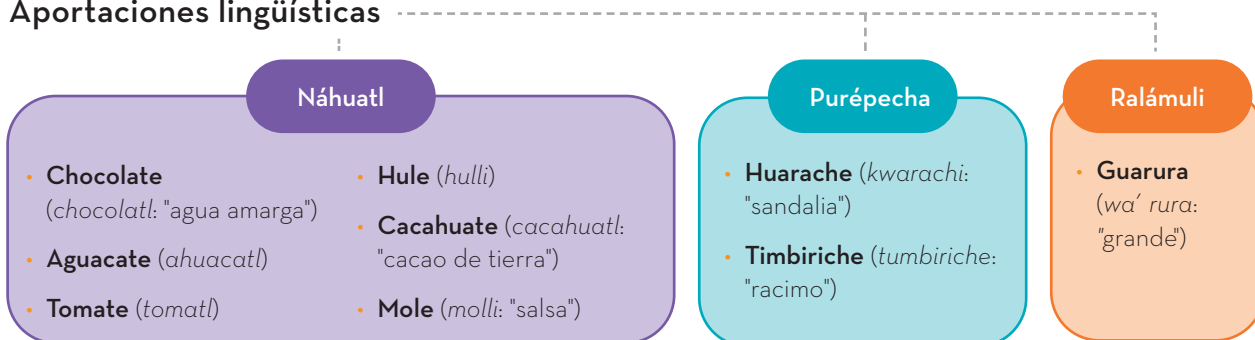 Aportaciones lingüísticas
Náhuatl
• Chocolate
(chocolatl: "agua amarga")
• Aguacate (ahuacatl)
• Tomate (tomatl)
• Hule (hulli)
• Cacahuate (cacahuatl:
"cacao de tierra")
• Mole (molli: "salsa")
Purépecha
• Huarache (kwarachi:
"sandalia")
• Timbiriche (tumbiriche:
"racimo")
Ralámuli
• Guarura
(wa´ rura:
"grande")